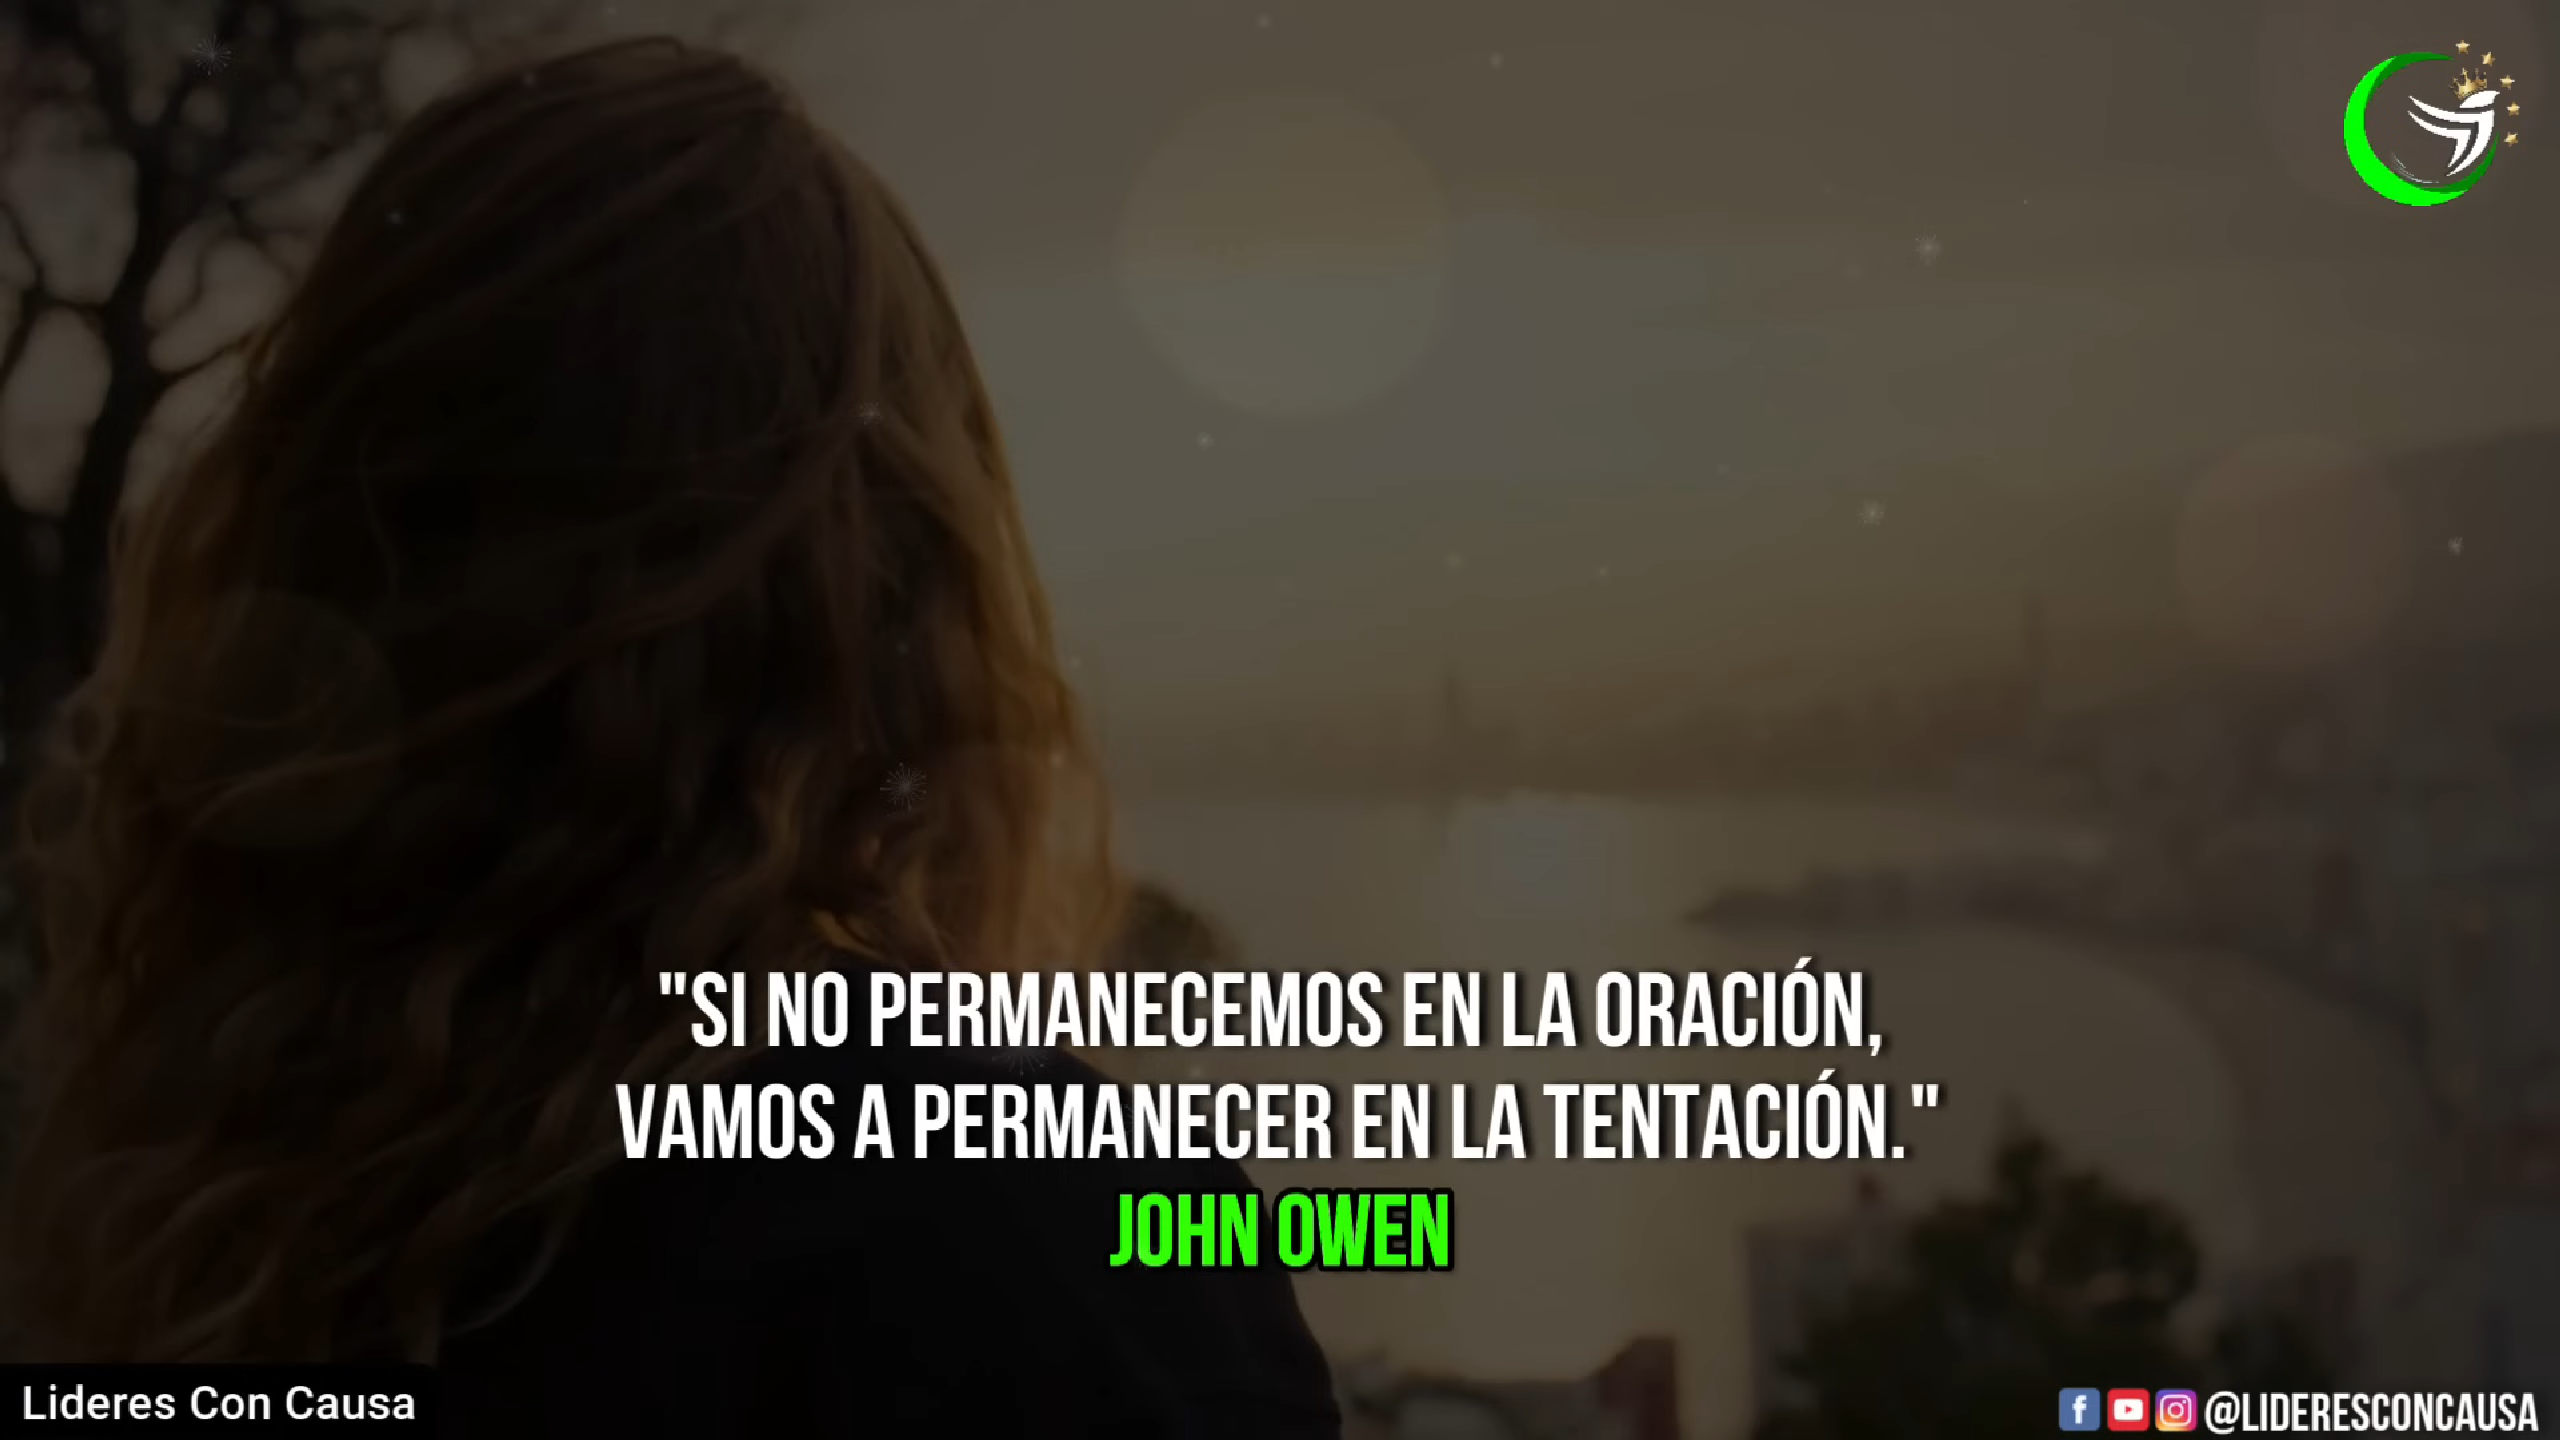 "SI NO PERMANECEMOS EN LA ORACIÓN,
VAMOS A PERMANECER EN LA TENTACIÓN."
JOHN OWEN
Lideres Con Causa
@LIDERESCONCAUSA